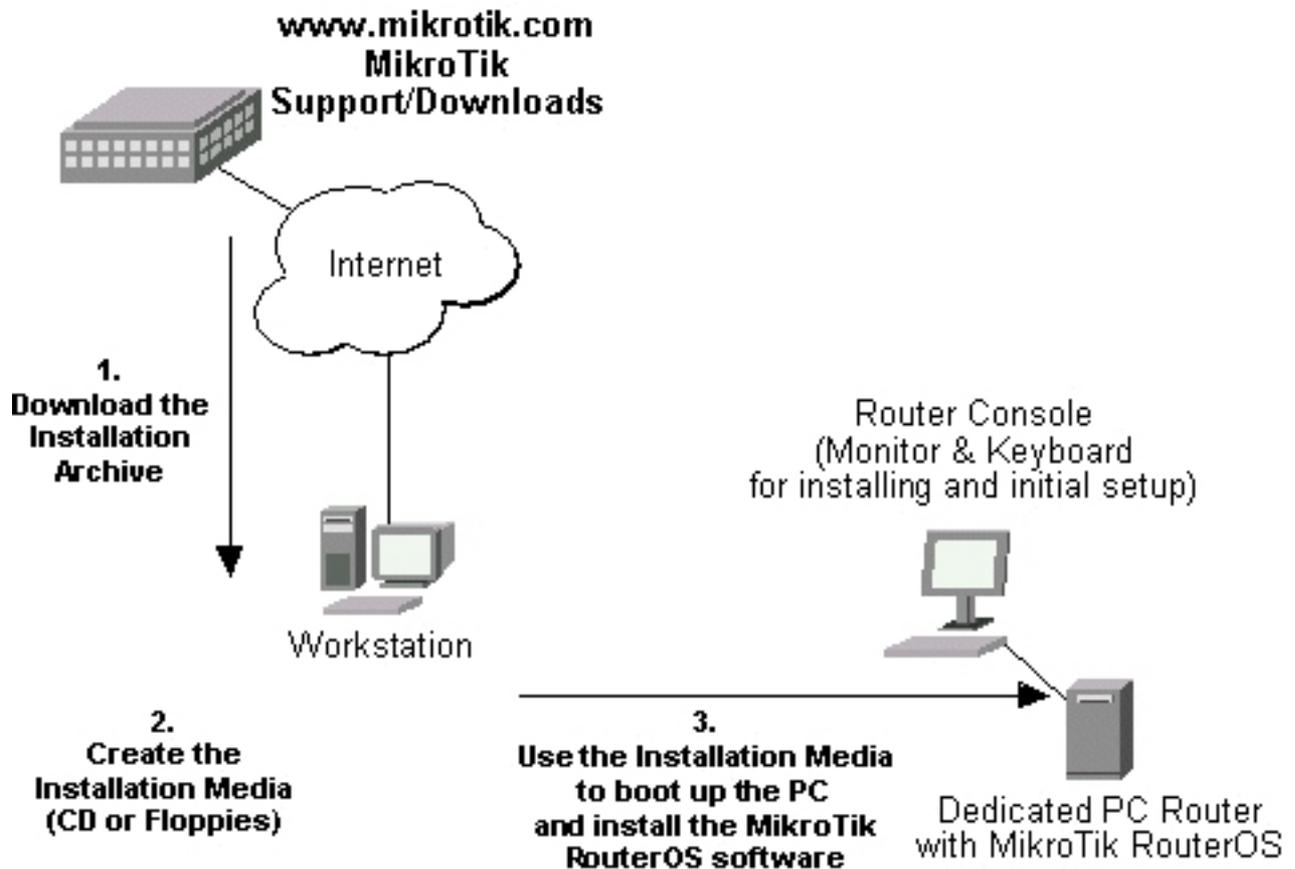 www.mikrotik.com
MikroTik
Support/Downloads
Internet
1.
Download the
Installation
Archive
Workstation
Router Console
(Monitor & Keyboard
for installing and initial setup)
2.
Create the
Installation Media
(CD or Floppies)
3.
Use the Installation Media
to boot up the PC
and install the MikroTik
RouterOS software
Dedicated PC Router
with MikroTik RouterOS